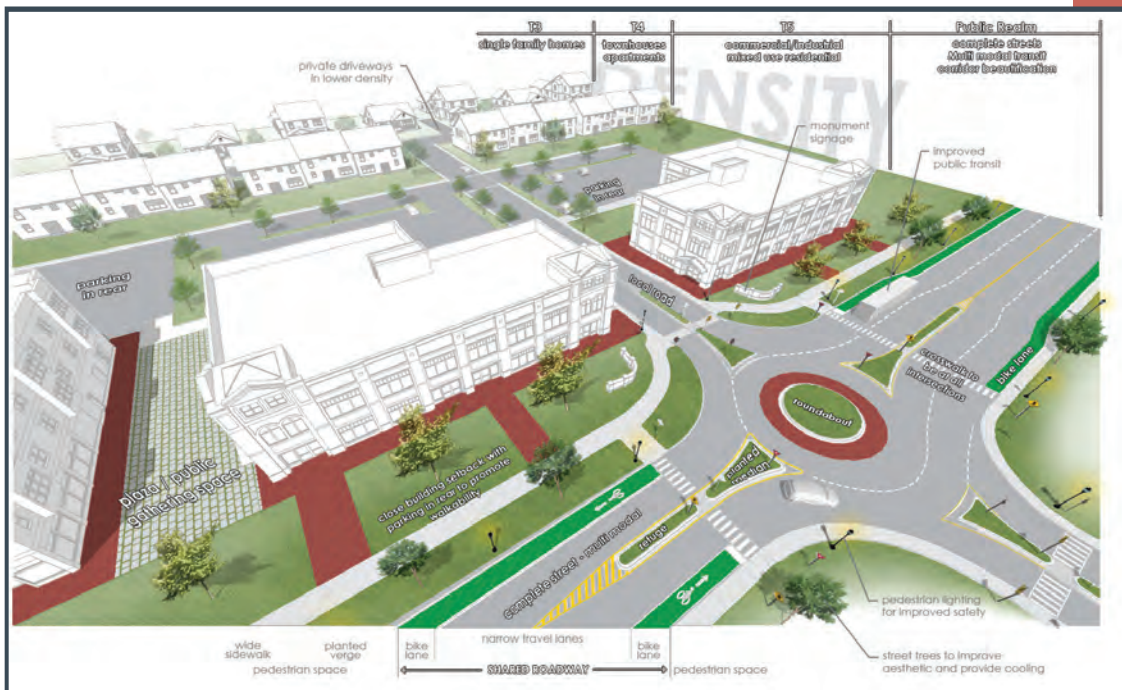 T3
single family homes
T4
townhouses
apartments
T5
commercial/industrial
mixed use residential
Public Realm
complete streets
Multi modal transit
corridor beautification
DENSITY
private driveways
in lower density
monument
signage
improved
public transit
parking
in rear
parking
in rear
local road
crosswalk to
be at all
intersections
bike lane
roundabout
planted
median
plaza / public
gathering space
close building setback with
parking in rear to promote
walkability
complete street - multi modal
refuge
pedestrian lighting
for improved safety
street trees to improve
aesthetic and provide cooling
wide
sidewalk
planted
verge
bike
lane
narrow travel lanes
bike
lane
pedestrian space
SHARED ROADWAY
pedestrian space